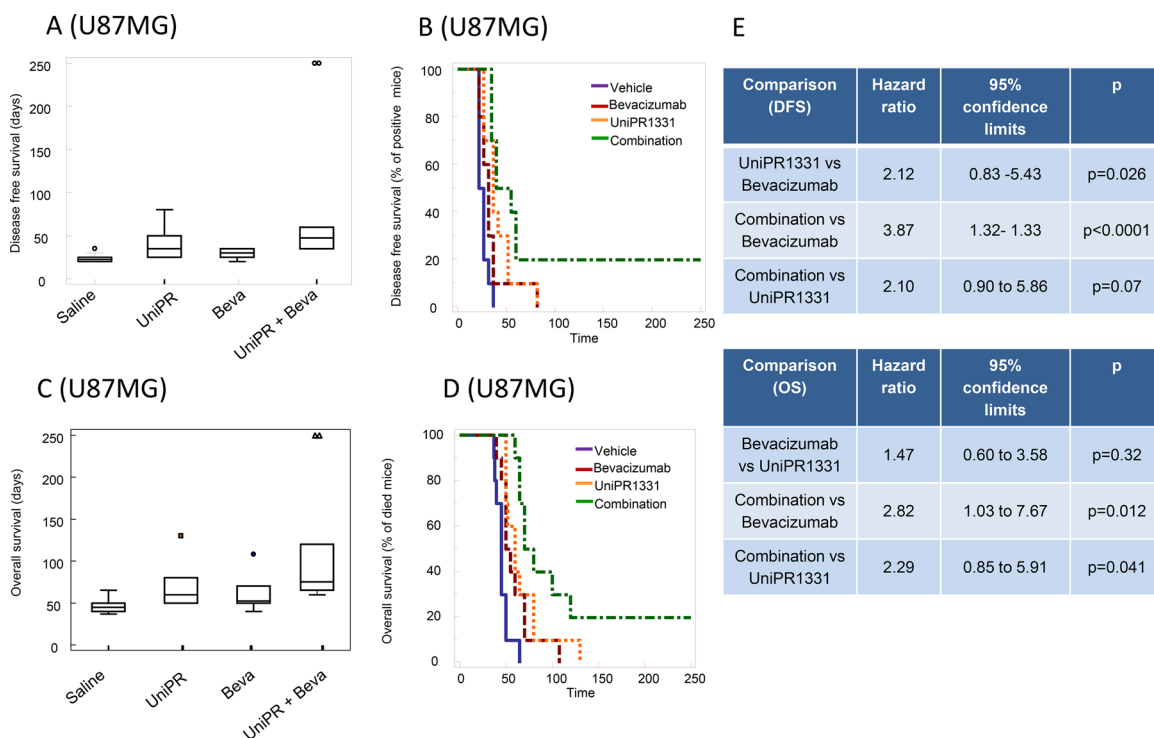 A (U87MG)
Disease free survival (days)
250
200
150
100
50
0
Saline
UniPR
Beva
UniPR + Beva
B (U87MG)
Disease free survival (% of positive mice)
100
80
60
40
20
0
Vehicle
Bevacizumab
UniPR1331
Combination
0 50 100 150 200 250
Time
C (U87MG)
Overall survival (days)
250
200
150
100
50
0
Saline
UniPR
Beva
UniPR + Beva
D (U87MG)
Overall survival (% of died mice)
100
80
60
40
20
0
Vehicle
Bevacizumab
UniPR1331
Combination
0 50 100 150 200 250
Time
E
Comparison (DFS) Hazard ratio 95% confidence limits p
UniPR1331 vs Bevacizumab 2.12 0.83 -5.43 p=0.026
Combination vs Bevacizumab 3.87 1.32- 1.33 p<0.0001
Combination vs UniPR1331 2.10 0.90 to 5.86 p=0.07
Comparison (OS) Hazard ratio 95% confidence limits p
Bevacizumab vs UniPR1331 1.47 0.60 to 3.58 p=0.32
Combination vs Bevacizumab 2.82 1.03 to 7.67 p=0.012
Combination vs UniPR1331 2.29 0.85 to 5.91 p=0.041